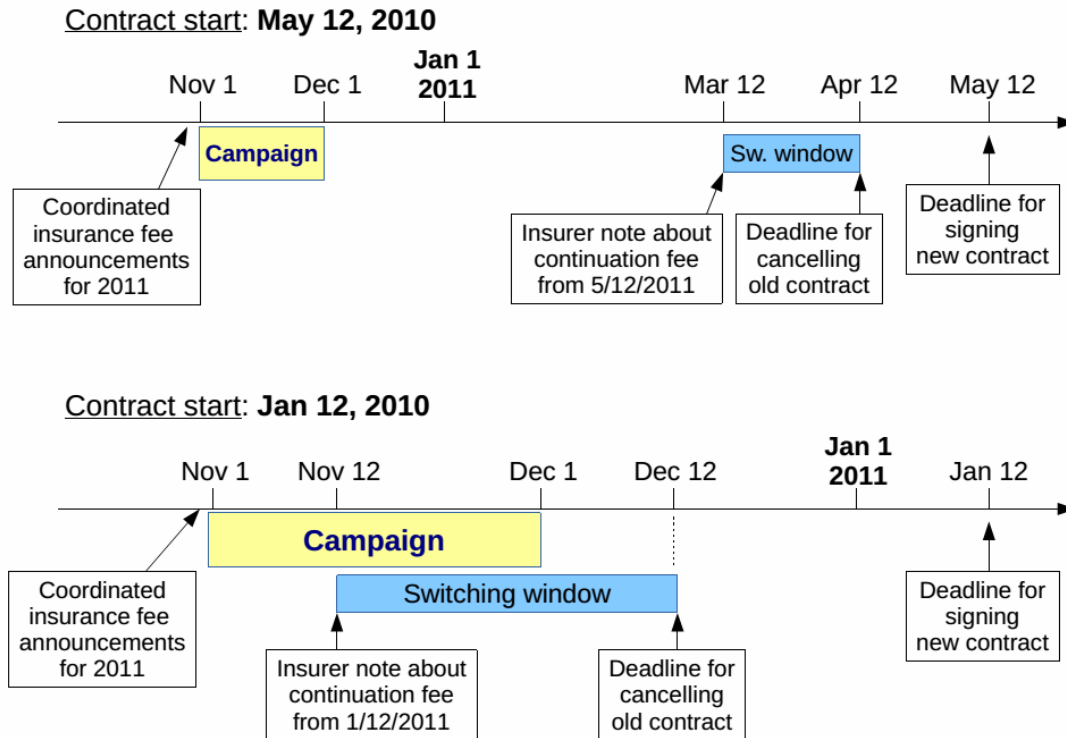 Contract start: May 12, 2010
Jan 1
2011
Nov 1
Dec 1
Mar 12
Apr 12
May 12
Campaign
Sw. window
Coordinated
insurance fee
announcements
for 2011
Insurer note about
continuation fee
from 5/12/2011
Deadline for
cancelling
old contract
Deadline for
signing
new contract
Contract start: Jan 12, 2010
Nov 1
Nov 12
Dec 1
Dec 12
Jan 1
2011
Jan 12
Campaign
Switching window
Coordinated
insurance fee
announcements
for 2011
Insurer note about
continuation fee
from 1/12/2011
Deadline for
cancelling
old contract
Deadline for
signing
new contract